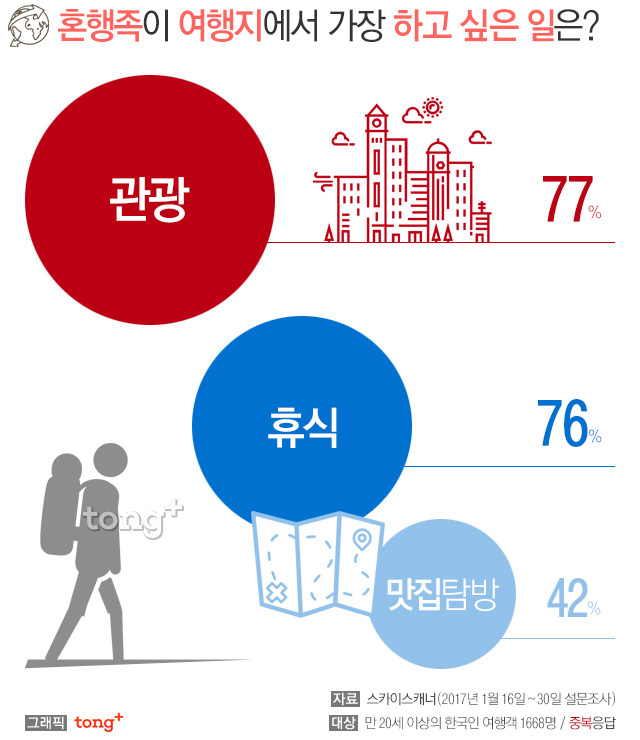 혼행족이 여행지에서 가장 하고 싶은 일은?
관광
77%
휴식
76%
tong+
맛집탐방
42%
자료 스카이스캐너(2017년 1월 16일~30일 설문조사)
그래픽 tong+
대상 만 20세 이상의 한국인 여행객 1668명 / 중복응답